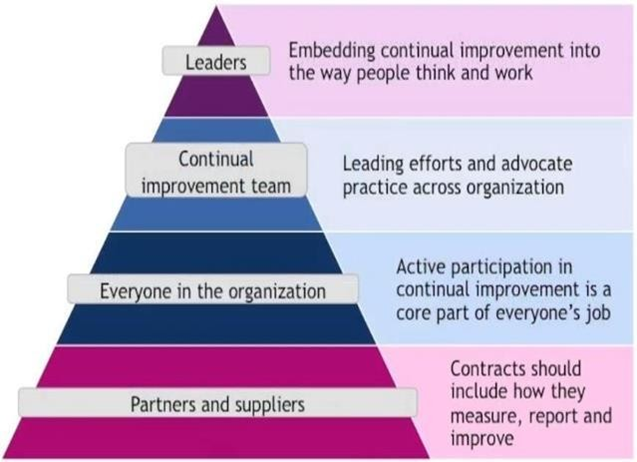 Leaders
Embedding continual improvement into
the way people think and work
Continual
improvement team
Leading efforts and advocate
practice across organization
Everyone in the organization
Active participation in
continual improvement is a
core part of everyone's job
Partners and suppliers
Contracts should
include how they
measure, report and
improve